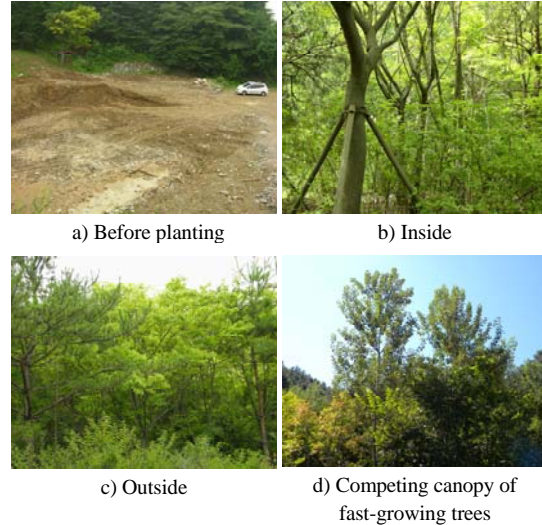 a) Before planting
b) Inside
c) Outside
d) Competing canopy of
fast-growing trees